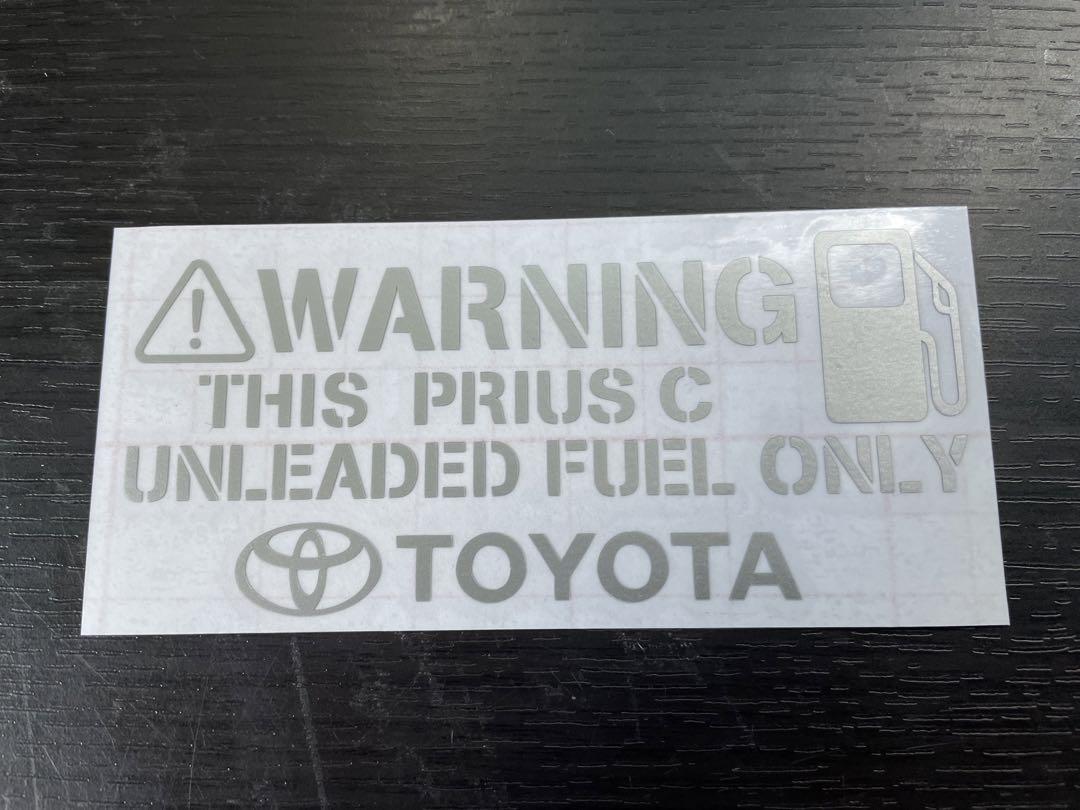 WARNING
THIS PRIUS C
UNLEADED FUEL ONLY
TOYOTA